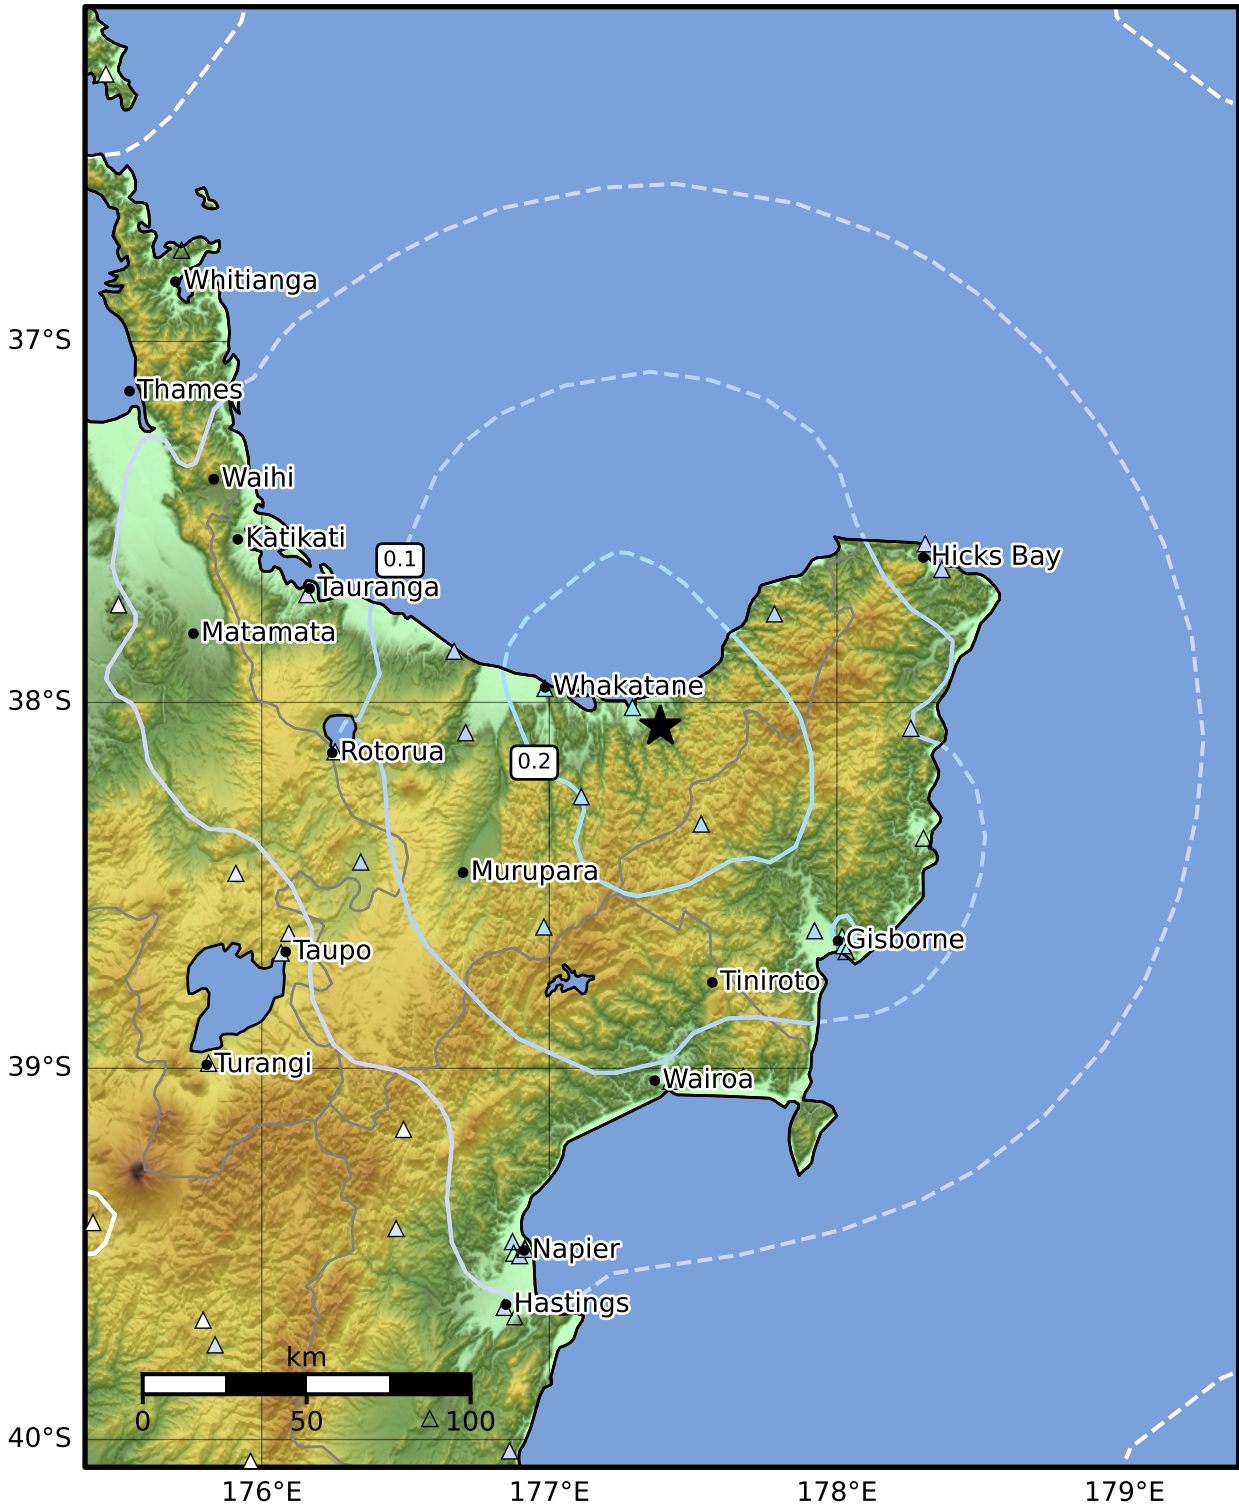 Whitianga
37°S
Thames
Waihi
Katikati
0.1
Hicks Bay
Tauranga
Matamata
Whakatane
38°S
Rotorua
0.2
Murupara
Gisborne
Taupo
Tiniroto
39°S
Turangi
Wairoa
Napier
Hastings
km
0 50 100
40°S
176°E 177°E 178°E 179°E